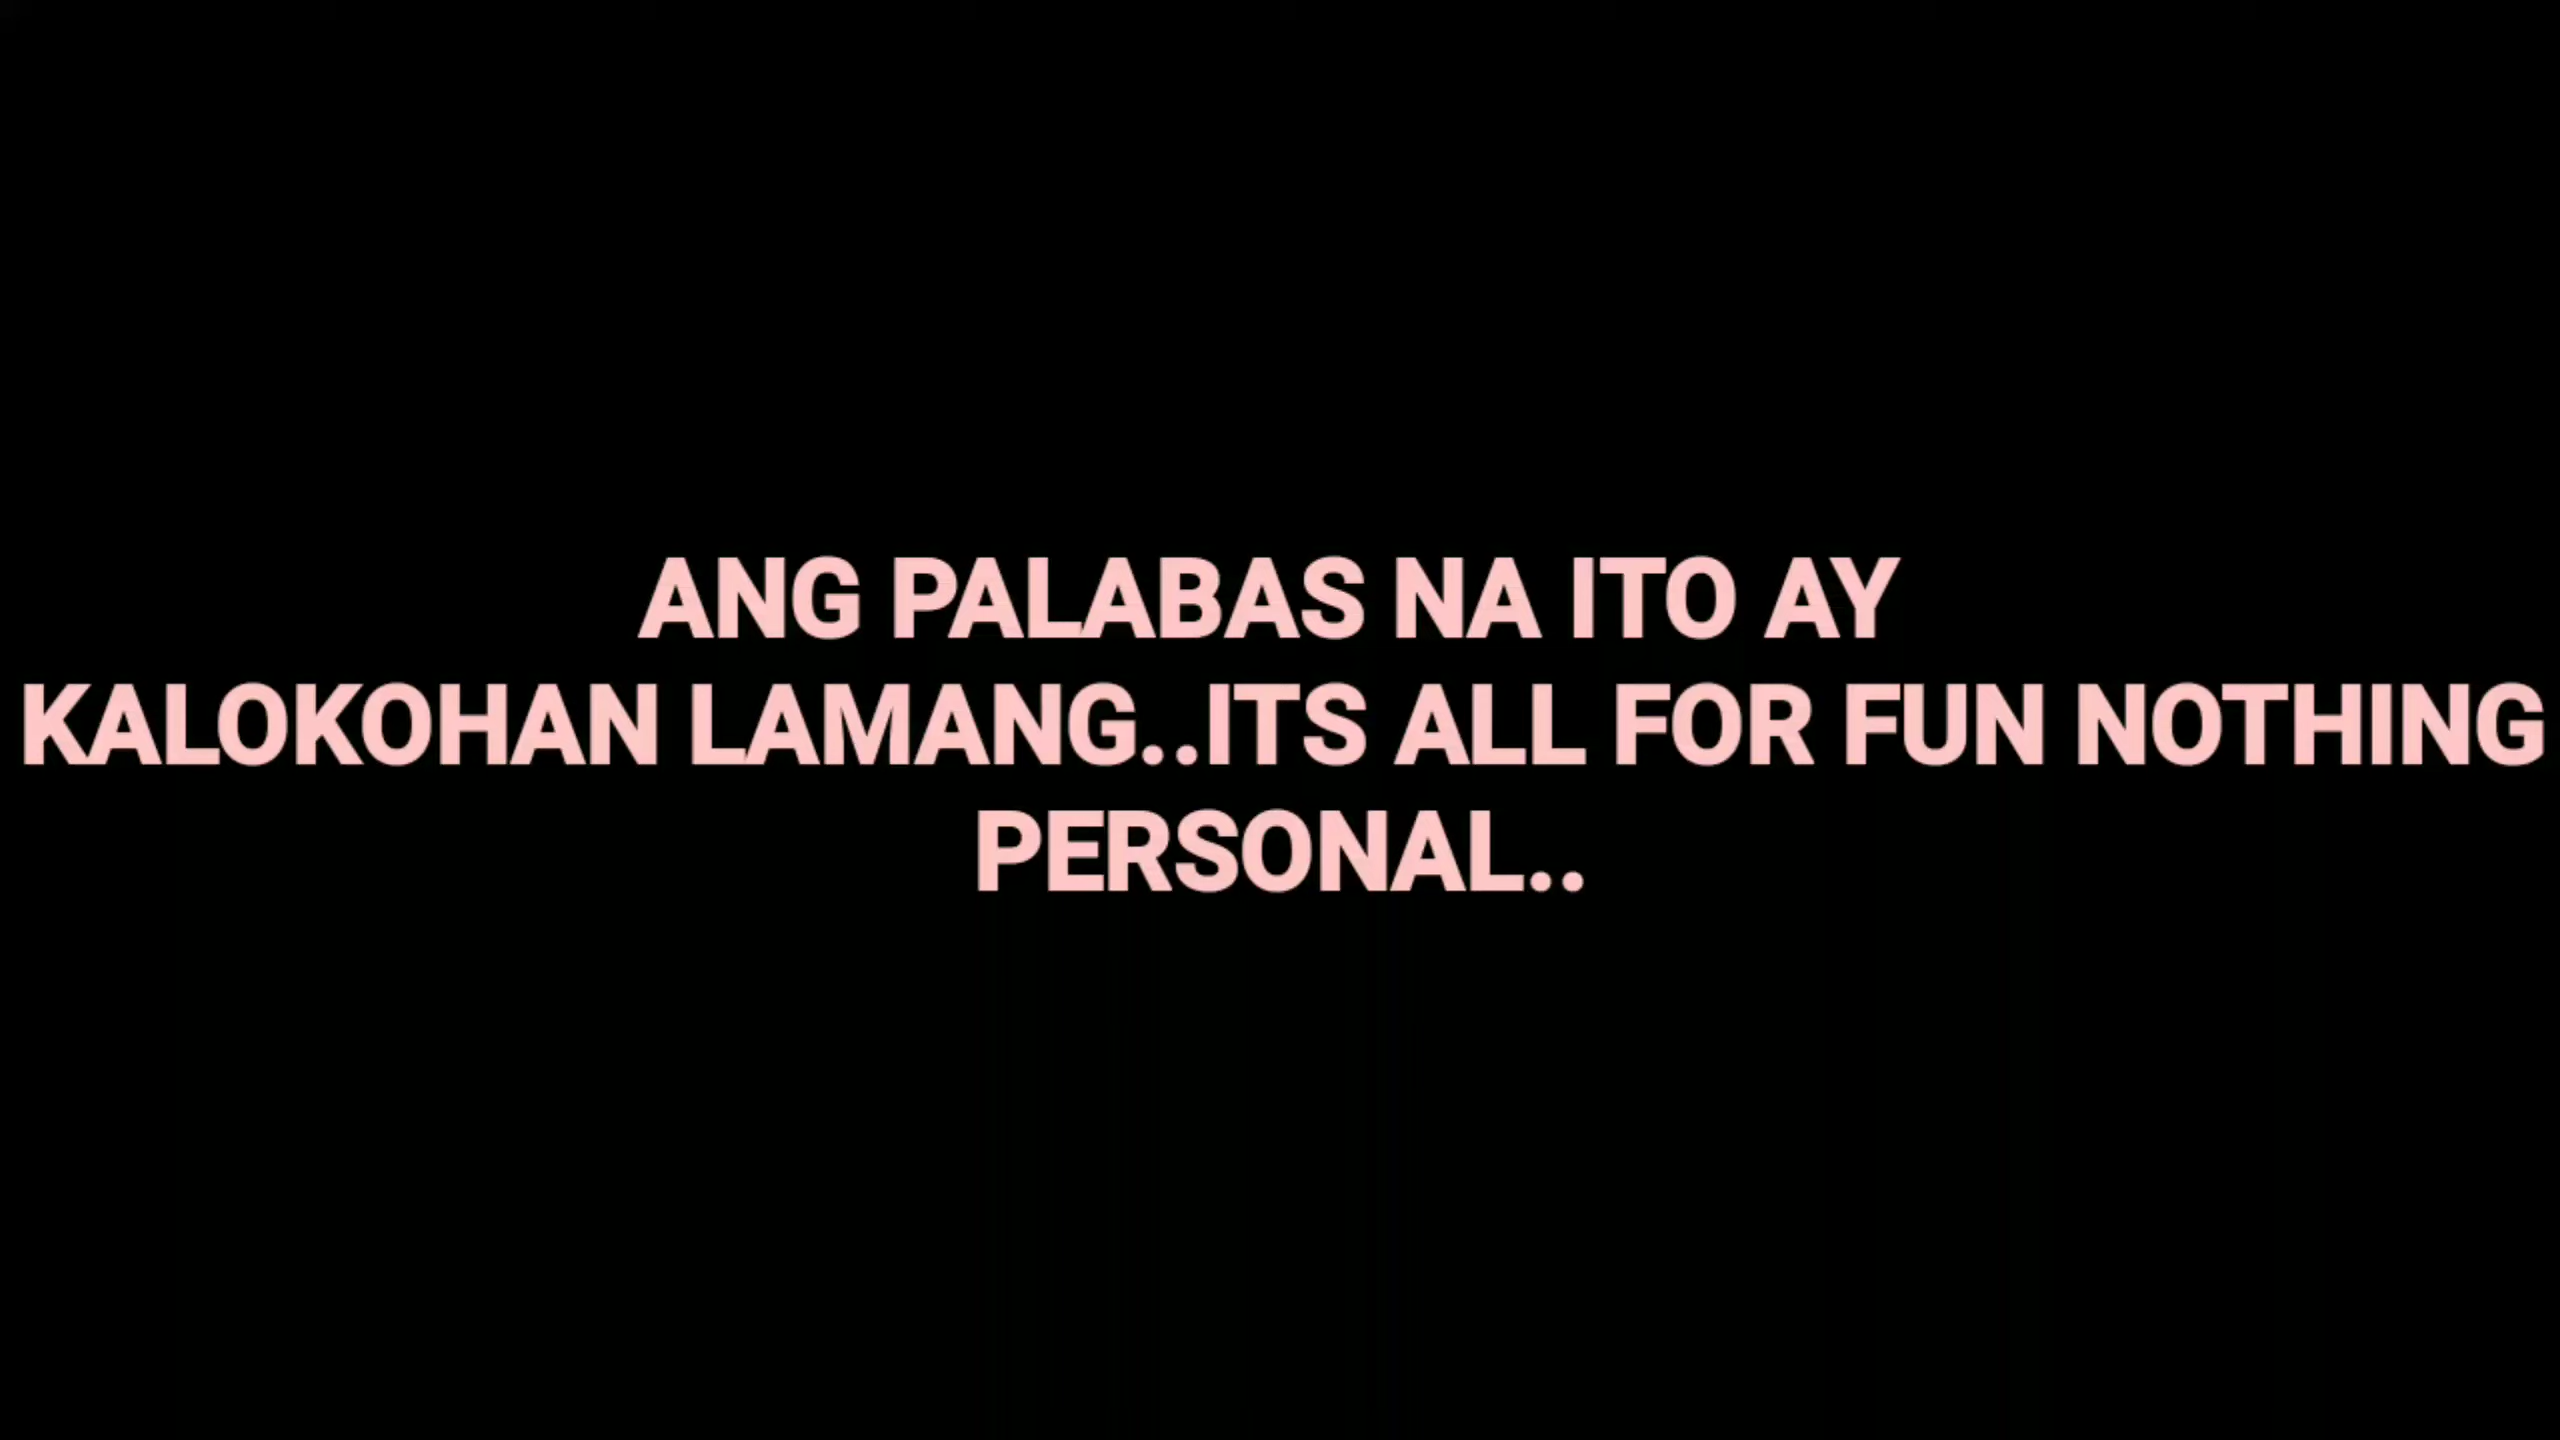 ANG PALABAS NA ITO AY
KALOKOHAN LAMANG..ITS ALL FOR FUN NOTHING
PERSONAL..